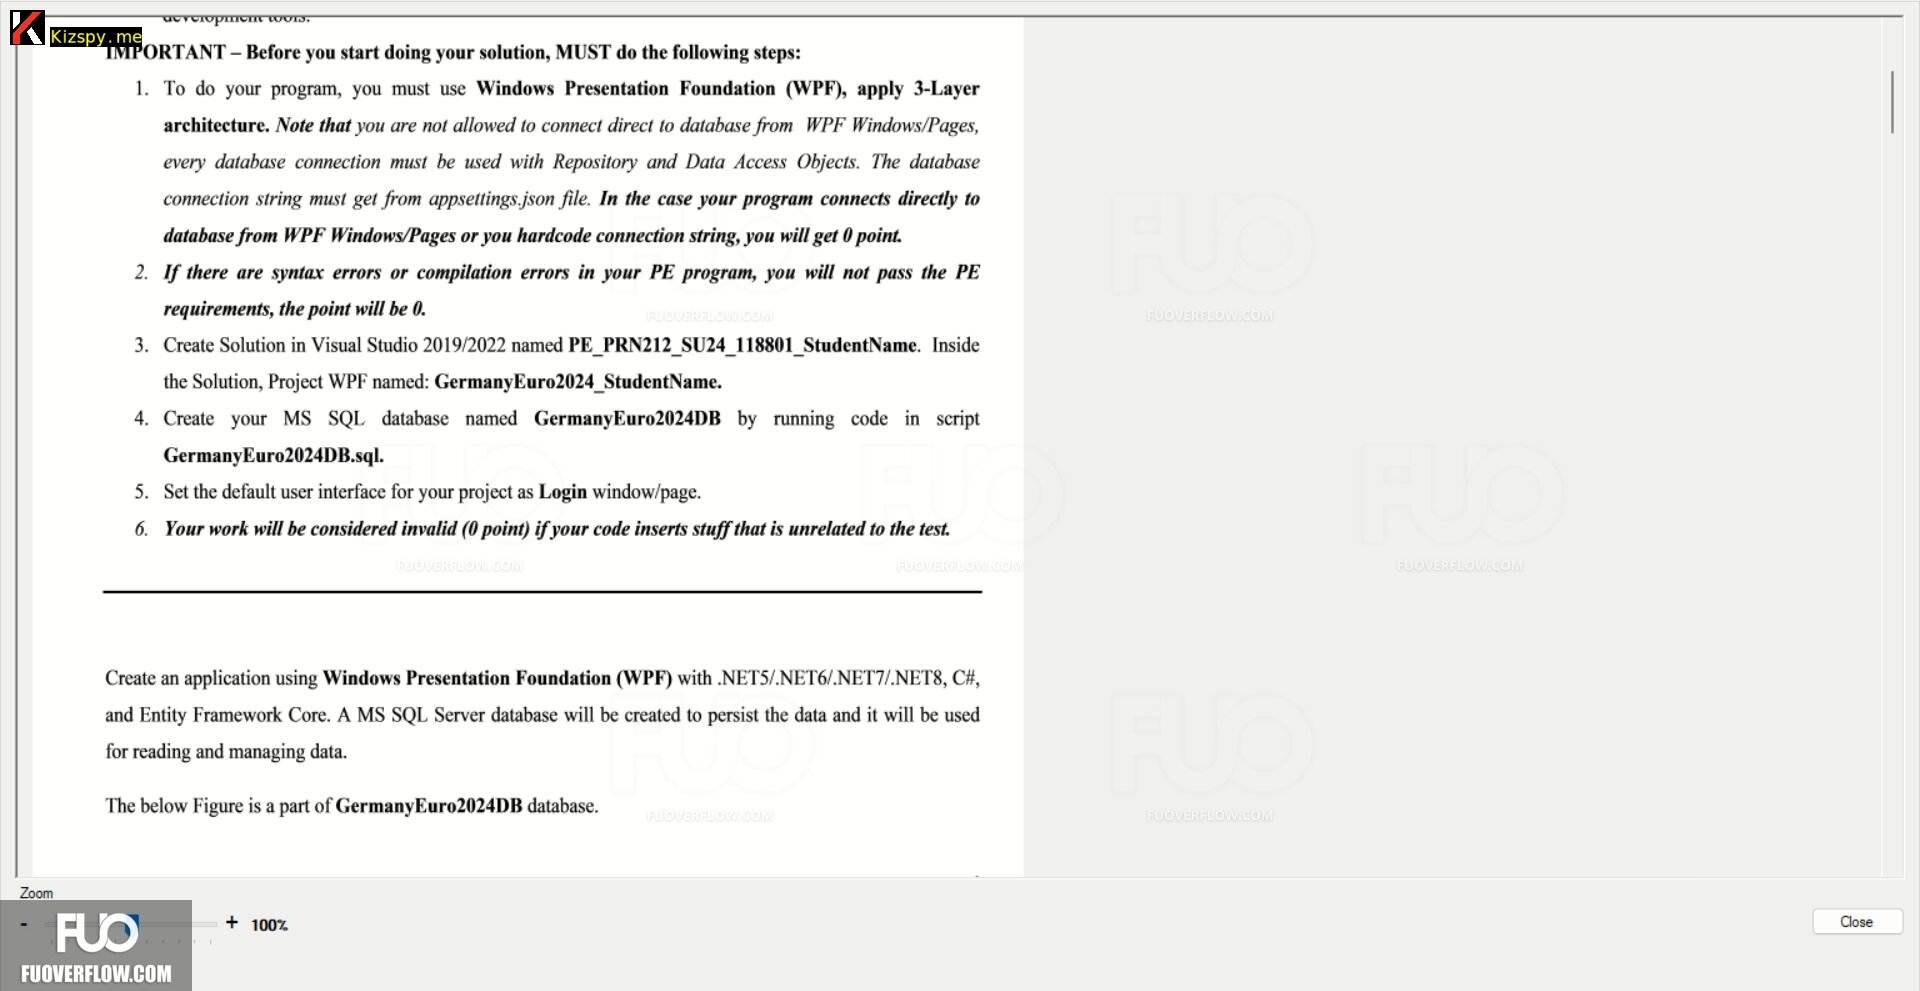 development tools.
Kizspy.me
IMPORTANT – Before you start doing your solution, MUST do the following steps:
1. To do your program, you must use Windows Presentation Foundation (WPF), apply 3-Layer
architecture. Note that you are not allowed to connect direct to database from WPF Windows/Pages,
every database connection must be used with Repository and Data Access Objects. The database
connection string must get from appsettings.json file. In the case your program connects directly to
database from WPF Windows/Pages or you hardcode connection string, you will get 0 point.
2. If there are syntax errors or compilation errors in your PE program, you will not pass the PE
requirements, the point will be 0.
FUOVERFLOW.COM FUOVERFLOW.COM
3. Create Solution in Visual Studio 2019/2022 named PE_PRN212_SU24_118801_StudentName. Inside
the Solution, Project WPF named: GermanyEuro2024_StudentName.
4. Create your MS SQL database named GermanyEuro2024DB by running code in script
GermanyEuro2024DB.sql.
5. Set the default user interface for your project as Login window/page.
6. Your work will be considered invalid (0 point) if your code inserts stuff that is unrelated to the test.
FUOVERFLOW.COM FUOVERFLOW.COM FUOVERFLOW.COM
Create an application using Windows Presentation Foundation (WPF) with .NET5/.NET6/.NET7/.NET8, C#,
and Entity Framework Core. A MS SQL Server database will be created to persist the data and it will be used
for reading and managing data.
The below Figure is a part of GermanyEuro2024DB database.
FUOVERFLOW.COM FUOVERFLOW.COM
Zoom
- + 100%
Close
FUO
FUOVERFLOW.COM